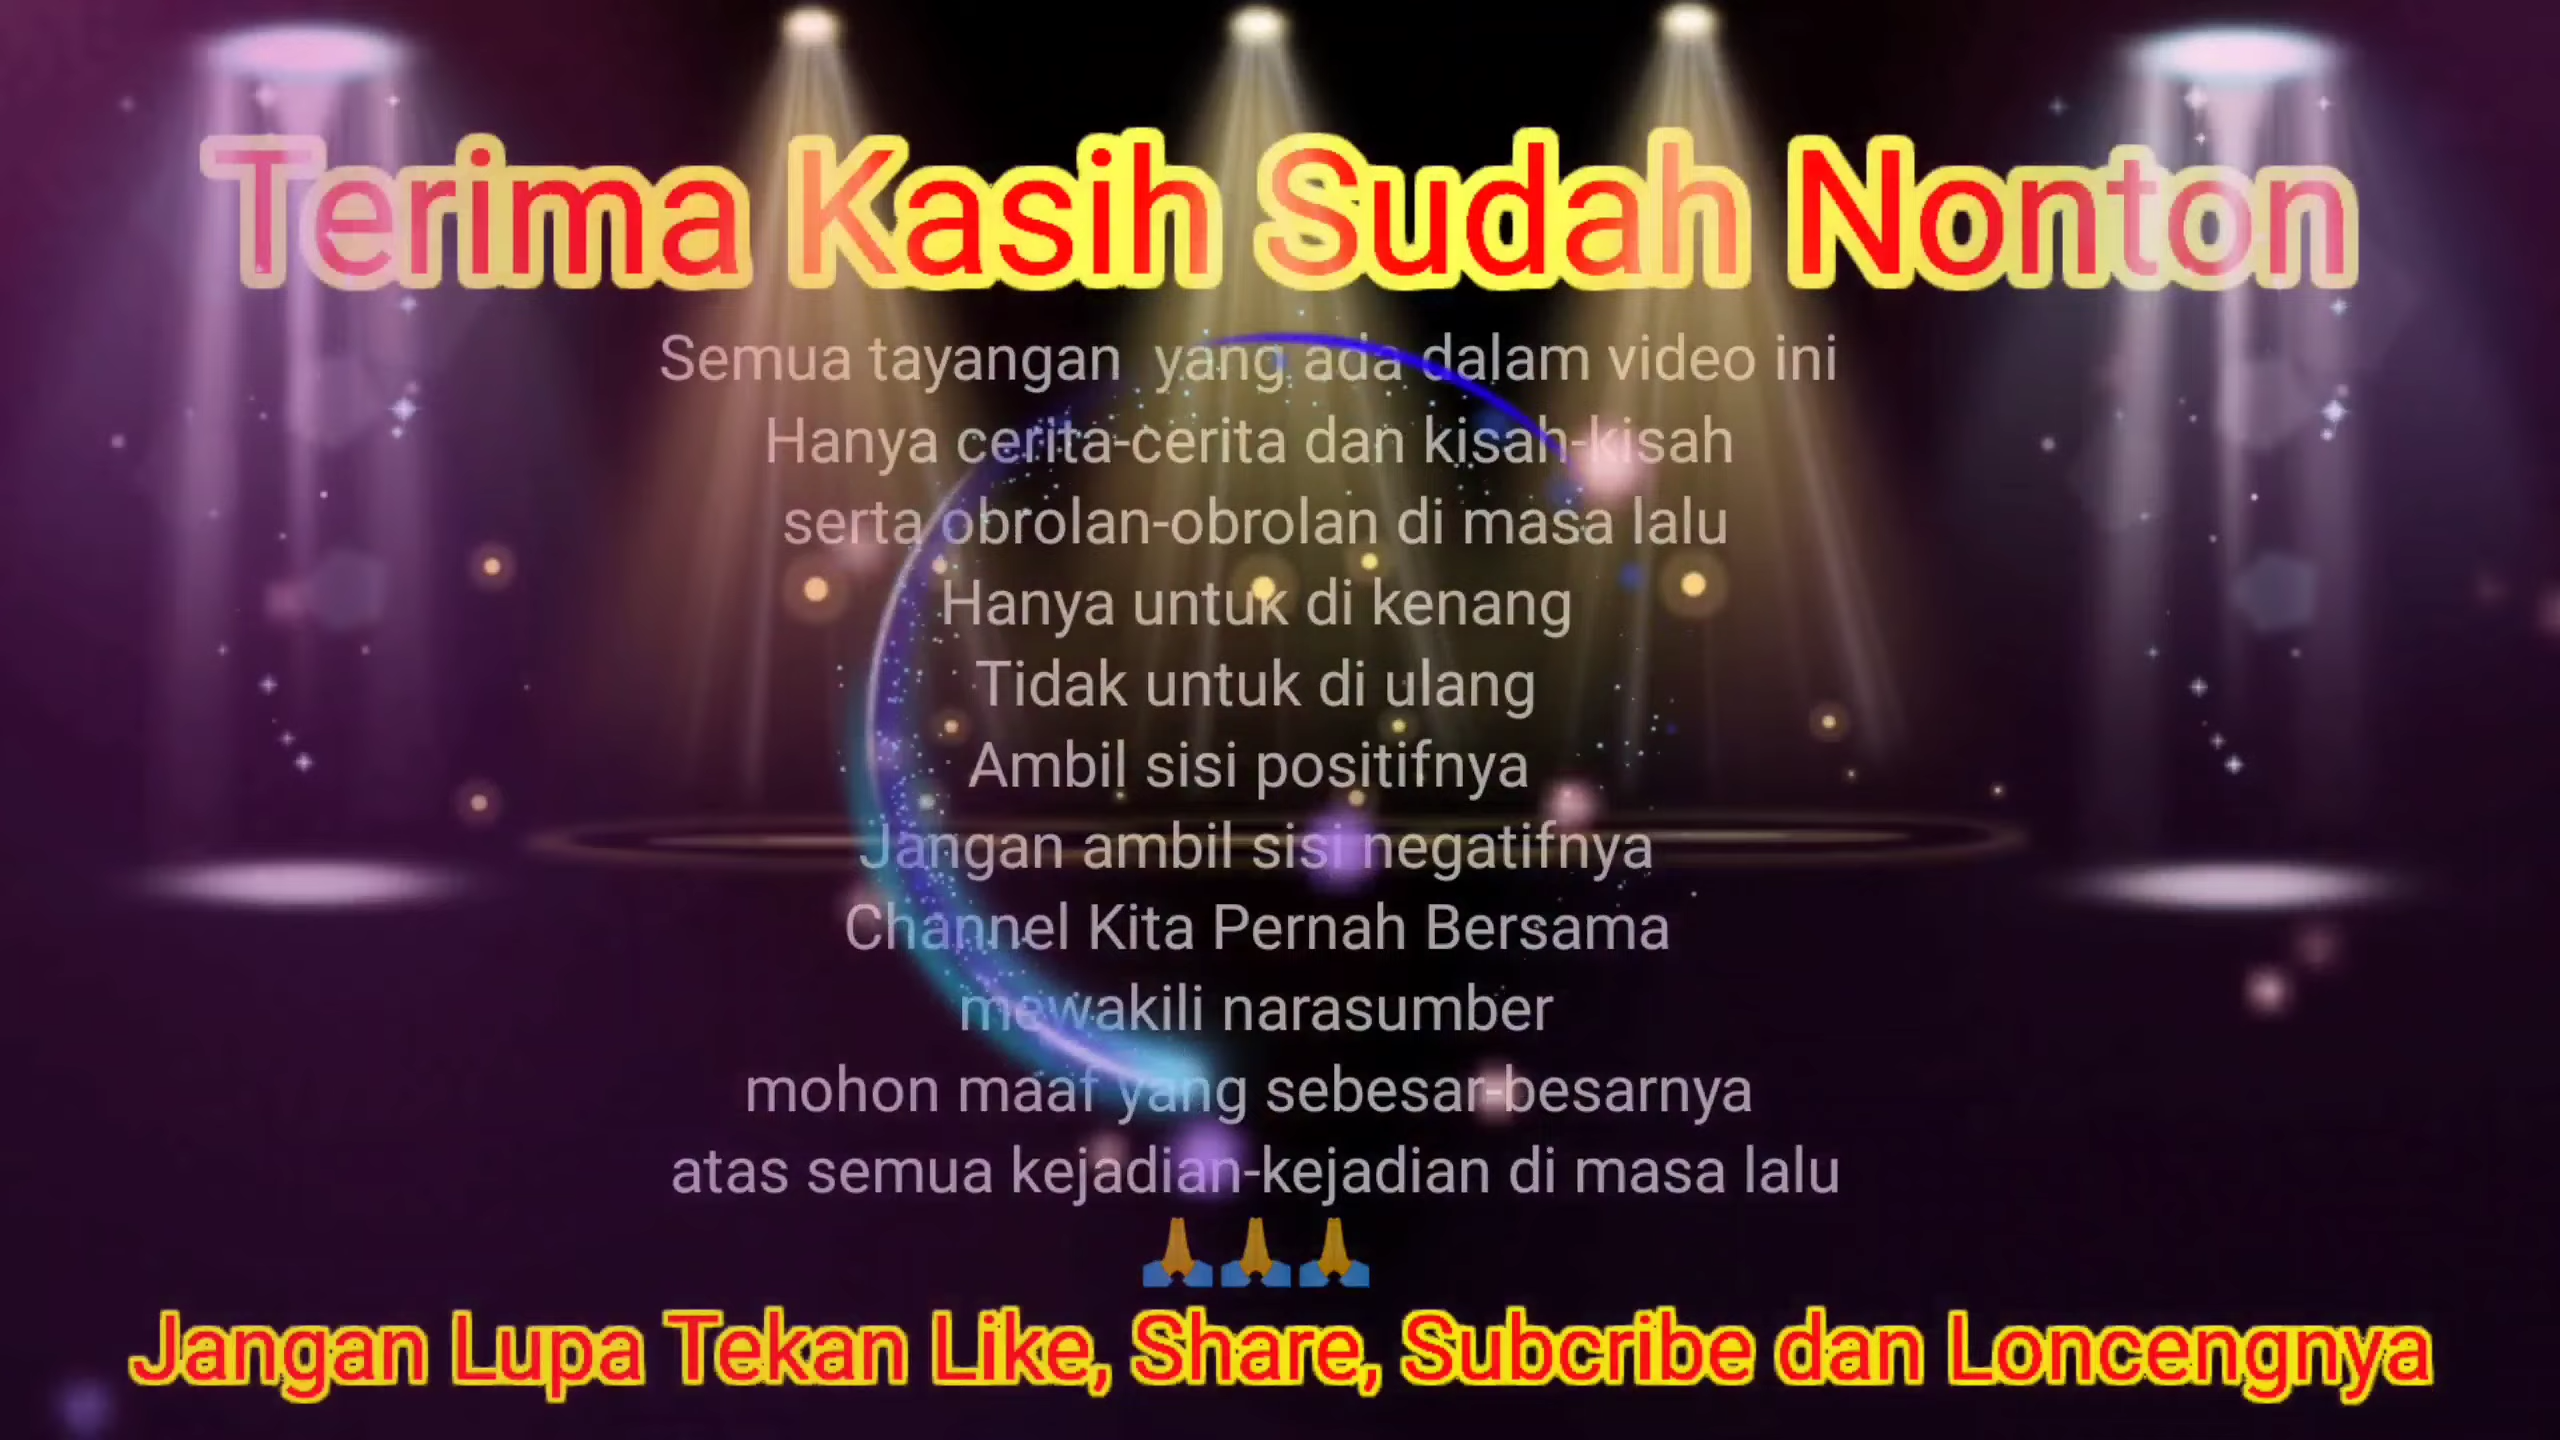 Terima Kasih Sudah Nonton
Semua tayangan yang ada dalam video ini
Hanya cerita-cerita dan kisah-kisah
serta obrolan-obrolan di masa lalu
Hanya untuk di kenang
Tidak untuk di ulang
Ambil sisi positifnya
Jangan ambil sisi negatifnya
Channel Kita Pernah Bersama
mewakili narasumber
mohon maaf yang sebesar-besarnya
atas semua kejadian-kejadian di masa lalu
🙏🙏🙏
Jangan Lupa Tekan Like, Share, Subcribe dan Loncengnya